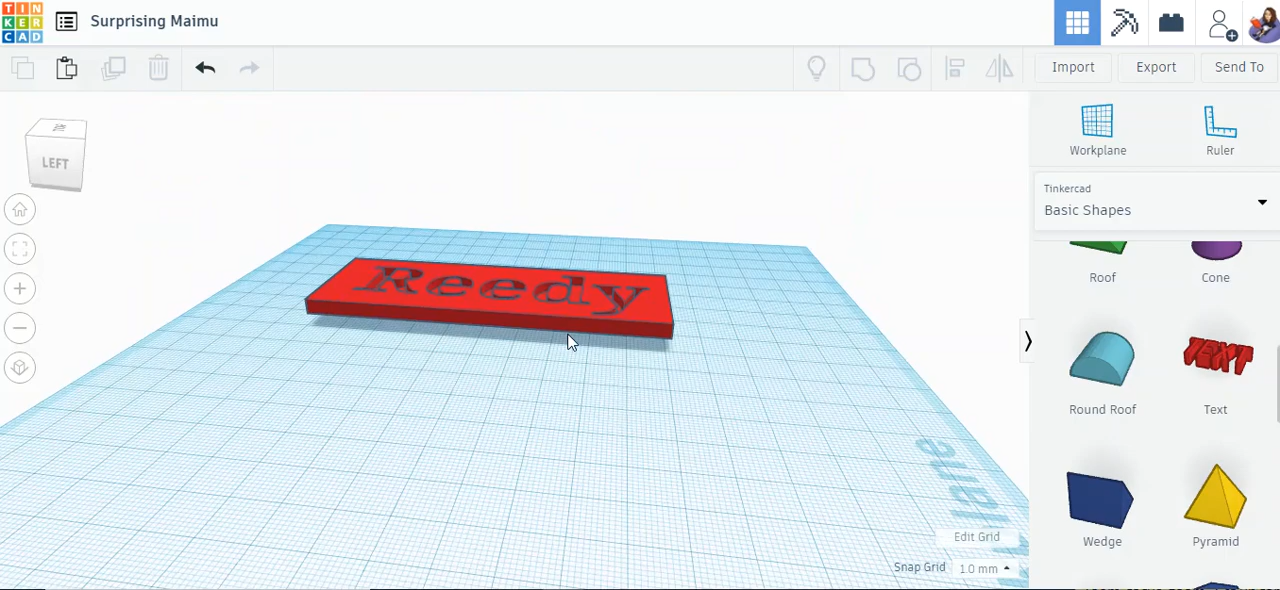 TIN
KER
CAD
Surprising Maimu
Import
Export
Send To
LEFT
Workplane
Ruler
Tinkercad
Basic Shapes
Roof
Cone
Reedy
TEXT
Round Roof
Text
Wedge
Pyramid
Edit Grid
Snap Grid
1.0 mm